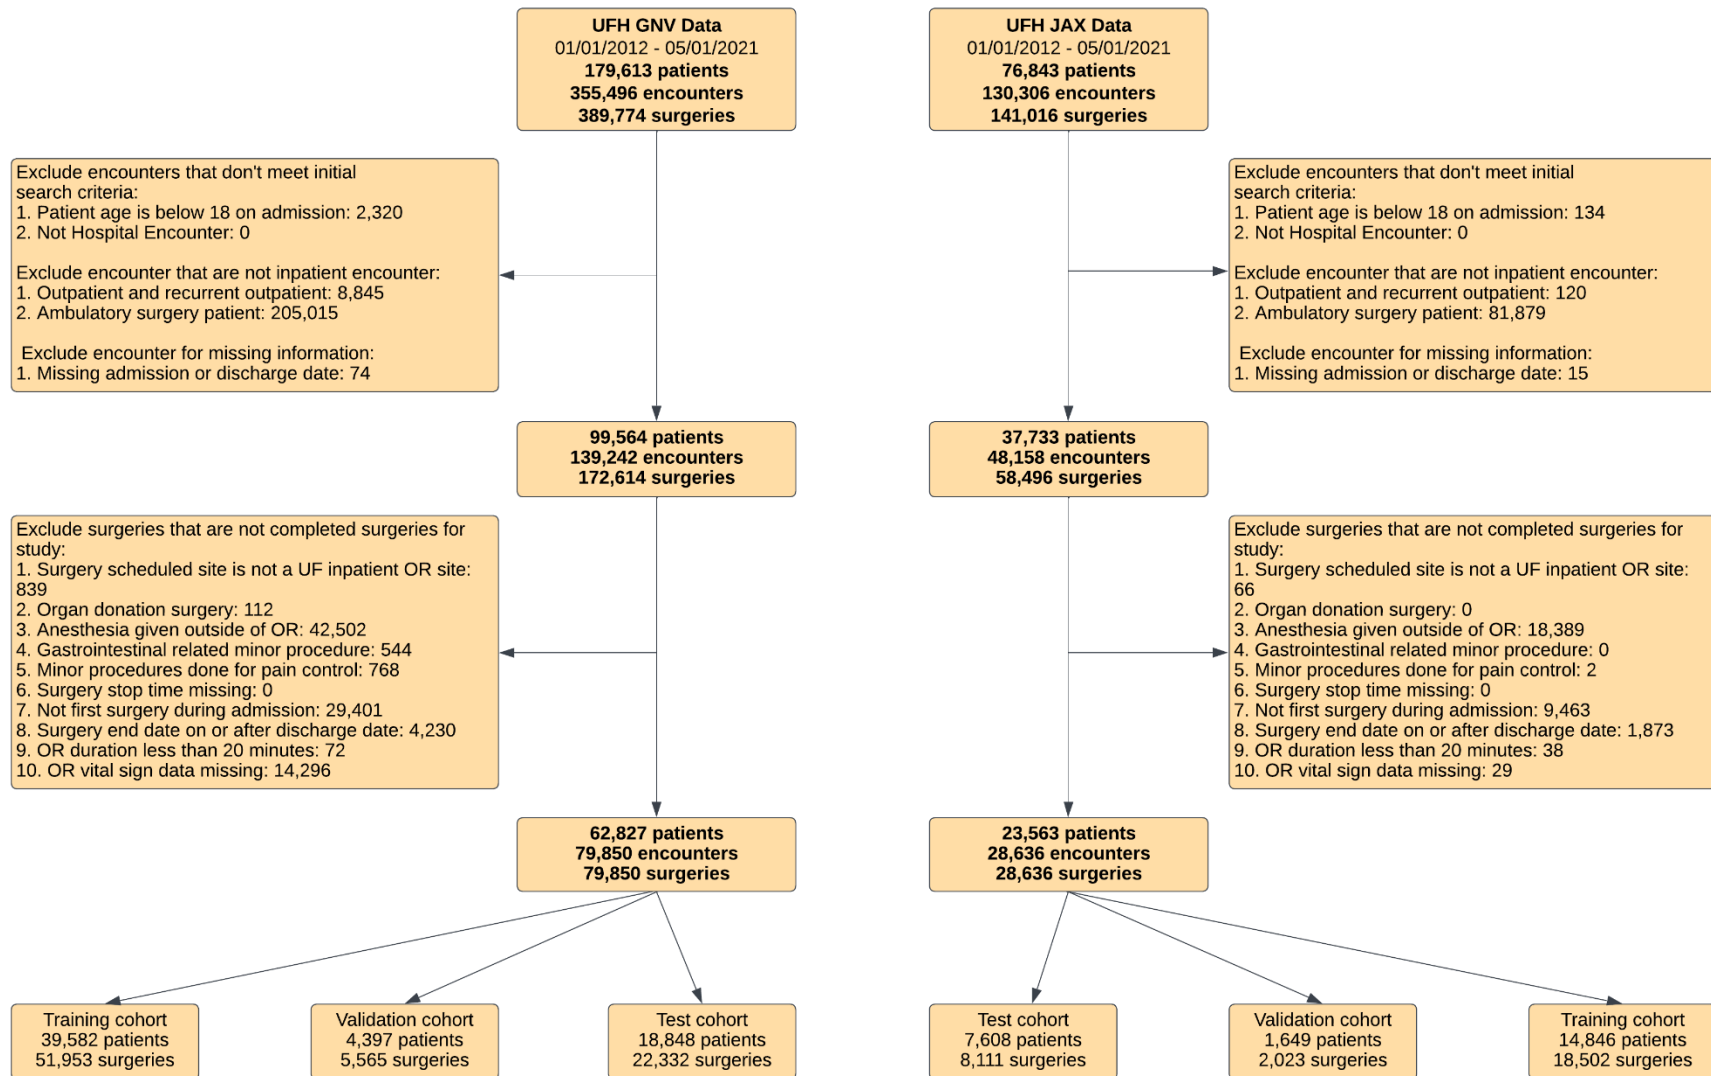 UFH GNV Data
01/01/2012 - 05/01/2021
179,613 patients
355,496 encounters
389,774 surgeries
UFH JAX Data
01/01/2012 - 05/01/2021
76,843 patients
130,306 encounters
141,016 surgeries
Exclude encounters that don't meet initial
search criteria:
1. Patient age is below 18 on admission: 2,320
2. Not Hospital Encounter: 0
Exclude encounter that are not inpatient encounter:
1. Outpatient and recurrent outpatient: 8,845
2. Ambulatory surgery patient: 205,015
Exclude encounter for missing information:
1. Missing admission or discharge date: 74
Exclude encounters that don't meet initial
search criteria:
1. Patient age is below 18 on admission: 134
2. Not Hospital Encounter: 0
Exclude encounter that are not inpatient encounter:
1. Outpatient and recurrent outpatient: 120
2. Ambulatory surgery patient: 81,879
Exclude encounter for missing information:
1. Missing admission or discharge date: 15
99,564 patients
139,242 encounters
172,614 surgeries
37,733 patients
48,158 encounters
58,496 surgeries
Exclude surgeries that are not completed surgeries for
study:
1. Surgery scheduled site is not a UF inpatient OR site:
839
2. Organ donation surgery: 112
3. Anesthesia given outside of OR: 42,502
4. Gastrointestinal related minor procedure: 544
5. Minor procedures done for pain control: 768
6. Surgery stop time missing: 0
7. Not first surgery during admission: 29,401
8. Surgery end date on or after discharge date: 4,230
9. OR duration less than 20 minutes: 72
10. OR vital sign data missing: 14,296
Exclude surgeries that are not completed surgeries for
study:
1. Surgery scheduled site is not a UF inpatient OR site:
66
2. Organ donation surgery: 0
3. Anesthesia given outside of OR: 18,389
4. Gastrointestinal related minor procedure: 0
5. Minor procedures done for pain control: 2
6. Surgery stop time missing: 0
7. Not first surgery during admission: 9,463
8. Surgery end date on or after discharge date: 1,873
9. OR duration less than 20 minutes: 38
10. OR vital sign data missing: 29
62,827 patients
79,850 encounters
79,850 surgeries
23,563 patients
28,636 encounters
28,636 surgeries
Training cohort
39,582 patients
51,953 surgeries
Validation cohort
4,397 patients
5,565 surgeries
Test cohort
18,848 patients
22,332 surgeries
Test cohort
7,608 patients
8,111 surgeries
Validation cohort
1,649 patients
2,023 surgeries
Training cohort
14,846 patients
18,502 surgeries